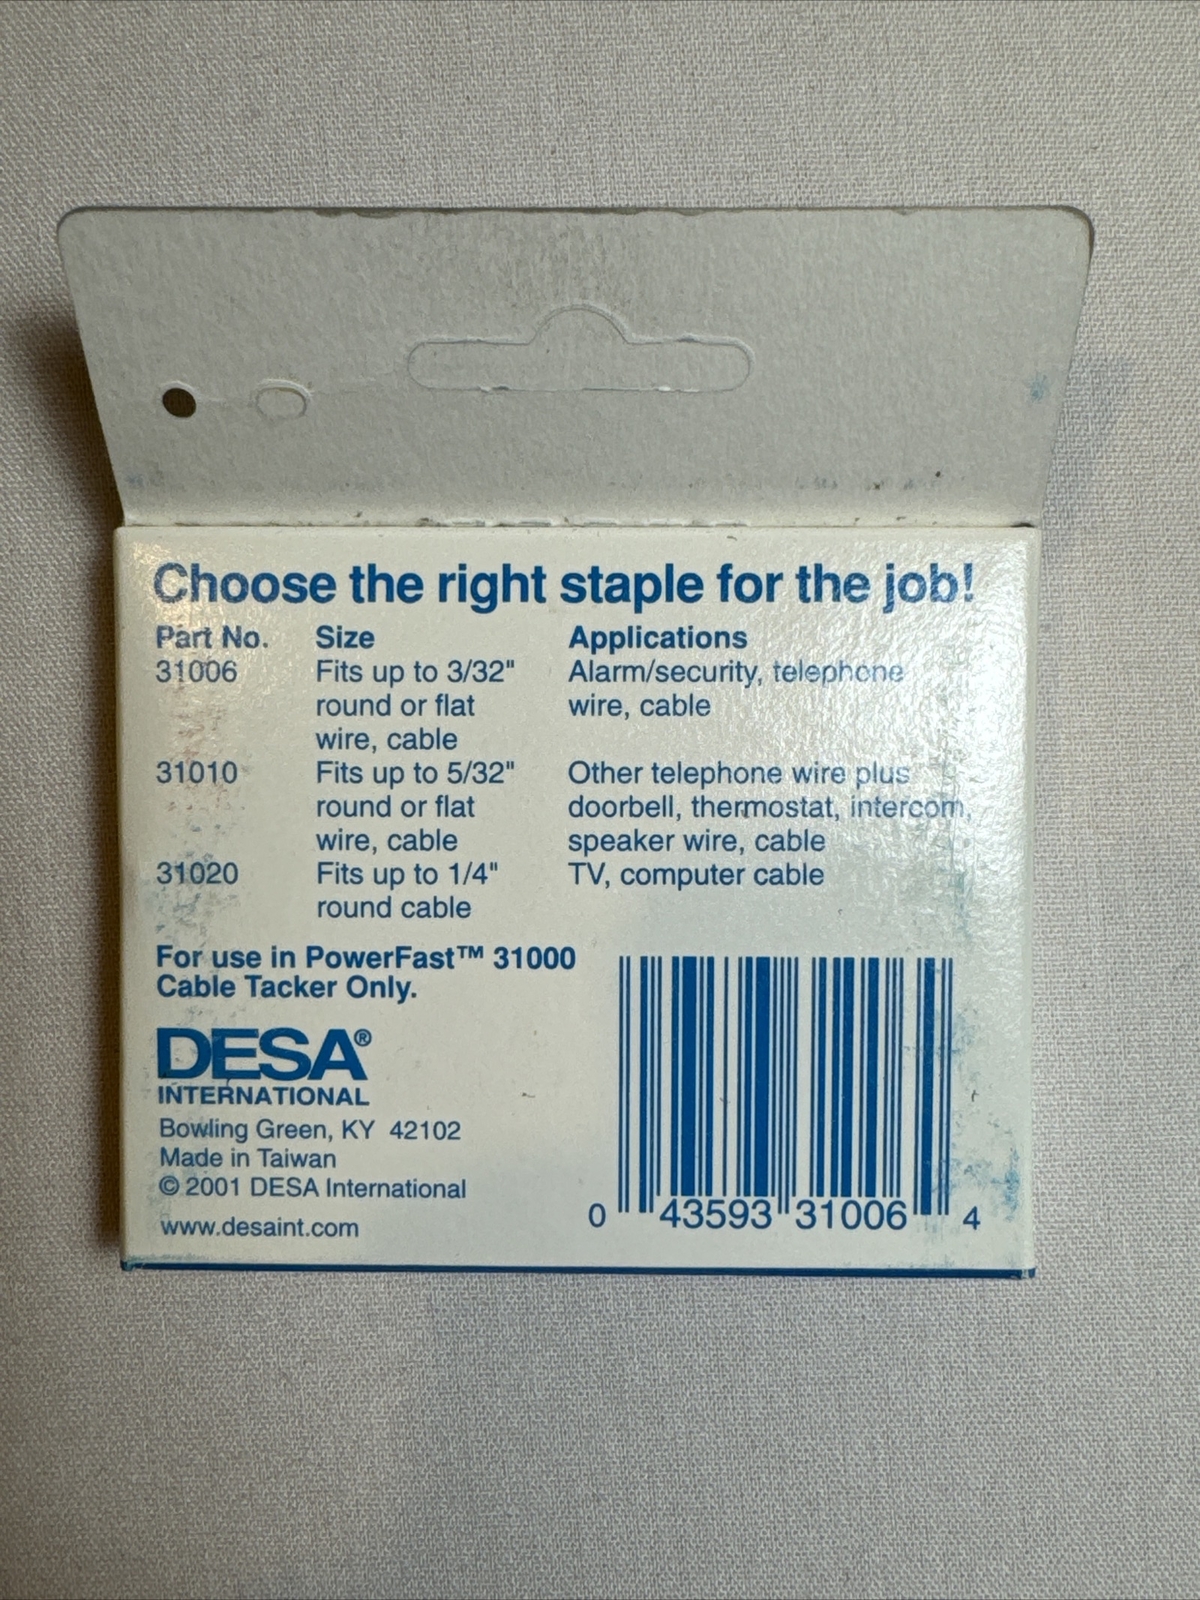 Choose the right staple for the job!
Part No. Size Applications
31006 Fits up to 3/32" Alarm/security, telephone
round or flat wire, cable
wire, cable
31010 Fits up to 5/32" Other telephone wire plus
round or flat doorbell, thermostat, intercom,
wire, cable speaker wire, cable
31020 Fits up to 1/4" TV, computer cable
round cable
For use in PowerFast™ 31000
Cable Tacker Only.
DESA®
INTERNATIONAL
Bowling Green, KY 42102
Made in Taiwan
© 2001 DESA International
www.desaint.com
0 43593 31006 4